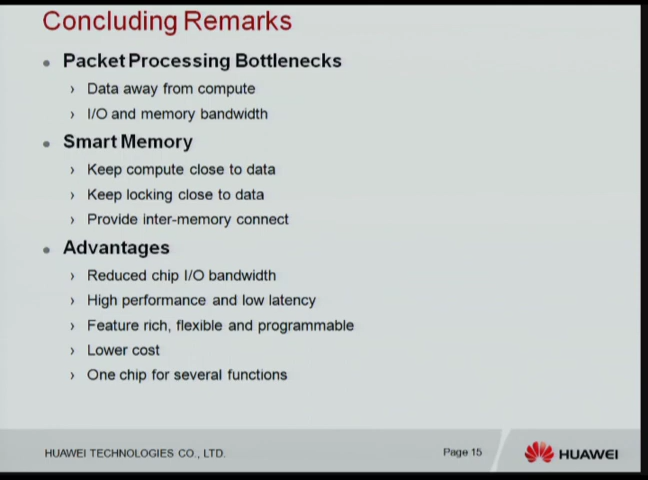 Concluding Remarks
• Packet Processing Bottlenecks
› Data away from compute
› I/O and memory bandwidth
• Smart Memory
› Keep compute close to data
› Keep locking close to data
› Provide inter-memory connect
• Advantages
› Reduced chip I/O bandwidth
› High performance and low latency
› Feature rich, flexible and programmable
› Lower cost
› One chip for several functions
HUAWEI TECHNOLOGIES CO., LTD.
Page 15
HUAWEI